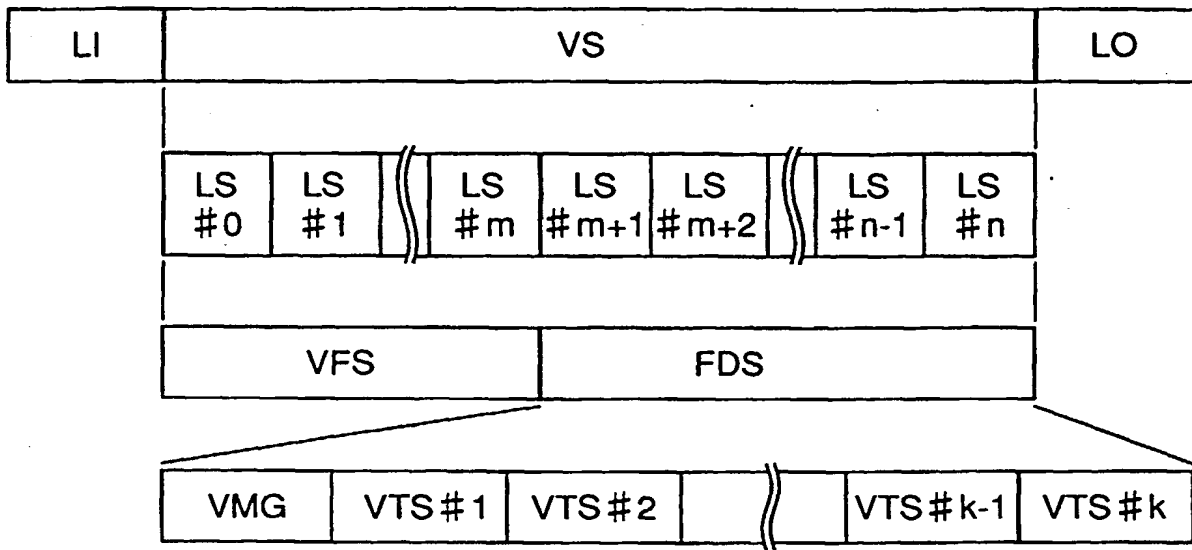 LI VS LO
LS LS LS LS LS LS LS
#0 #1 #m #m+1 #m+2 #n-1 #n
VFS FDS
VMG VTS#1 VTS#2 VTS#k-1 VTS#k